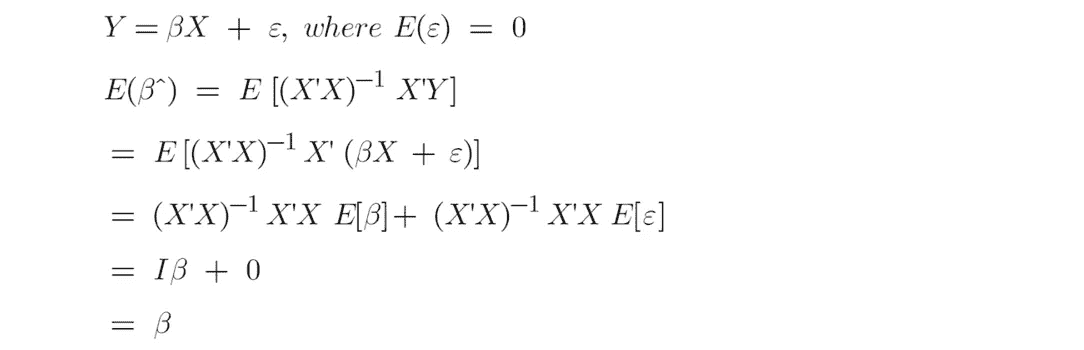 Y = βX + ε, where E(ε) = 0
E(β^) = E [(X'X)⁻¹ X'Y]
= E [(X'X)⁻¹ X' (βX + ε)]
= (X'X)⁻¹ X'X E[β] + (X'X)⁻¹ X'X E[ε]
= Iβ + 0
= β